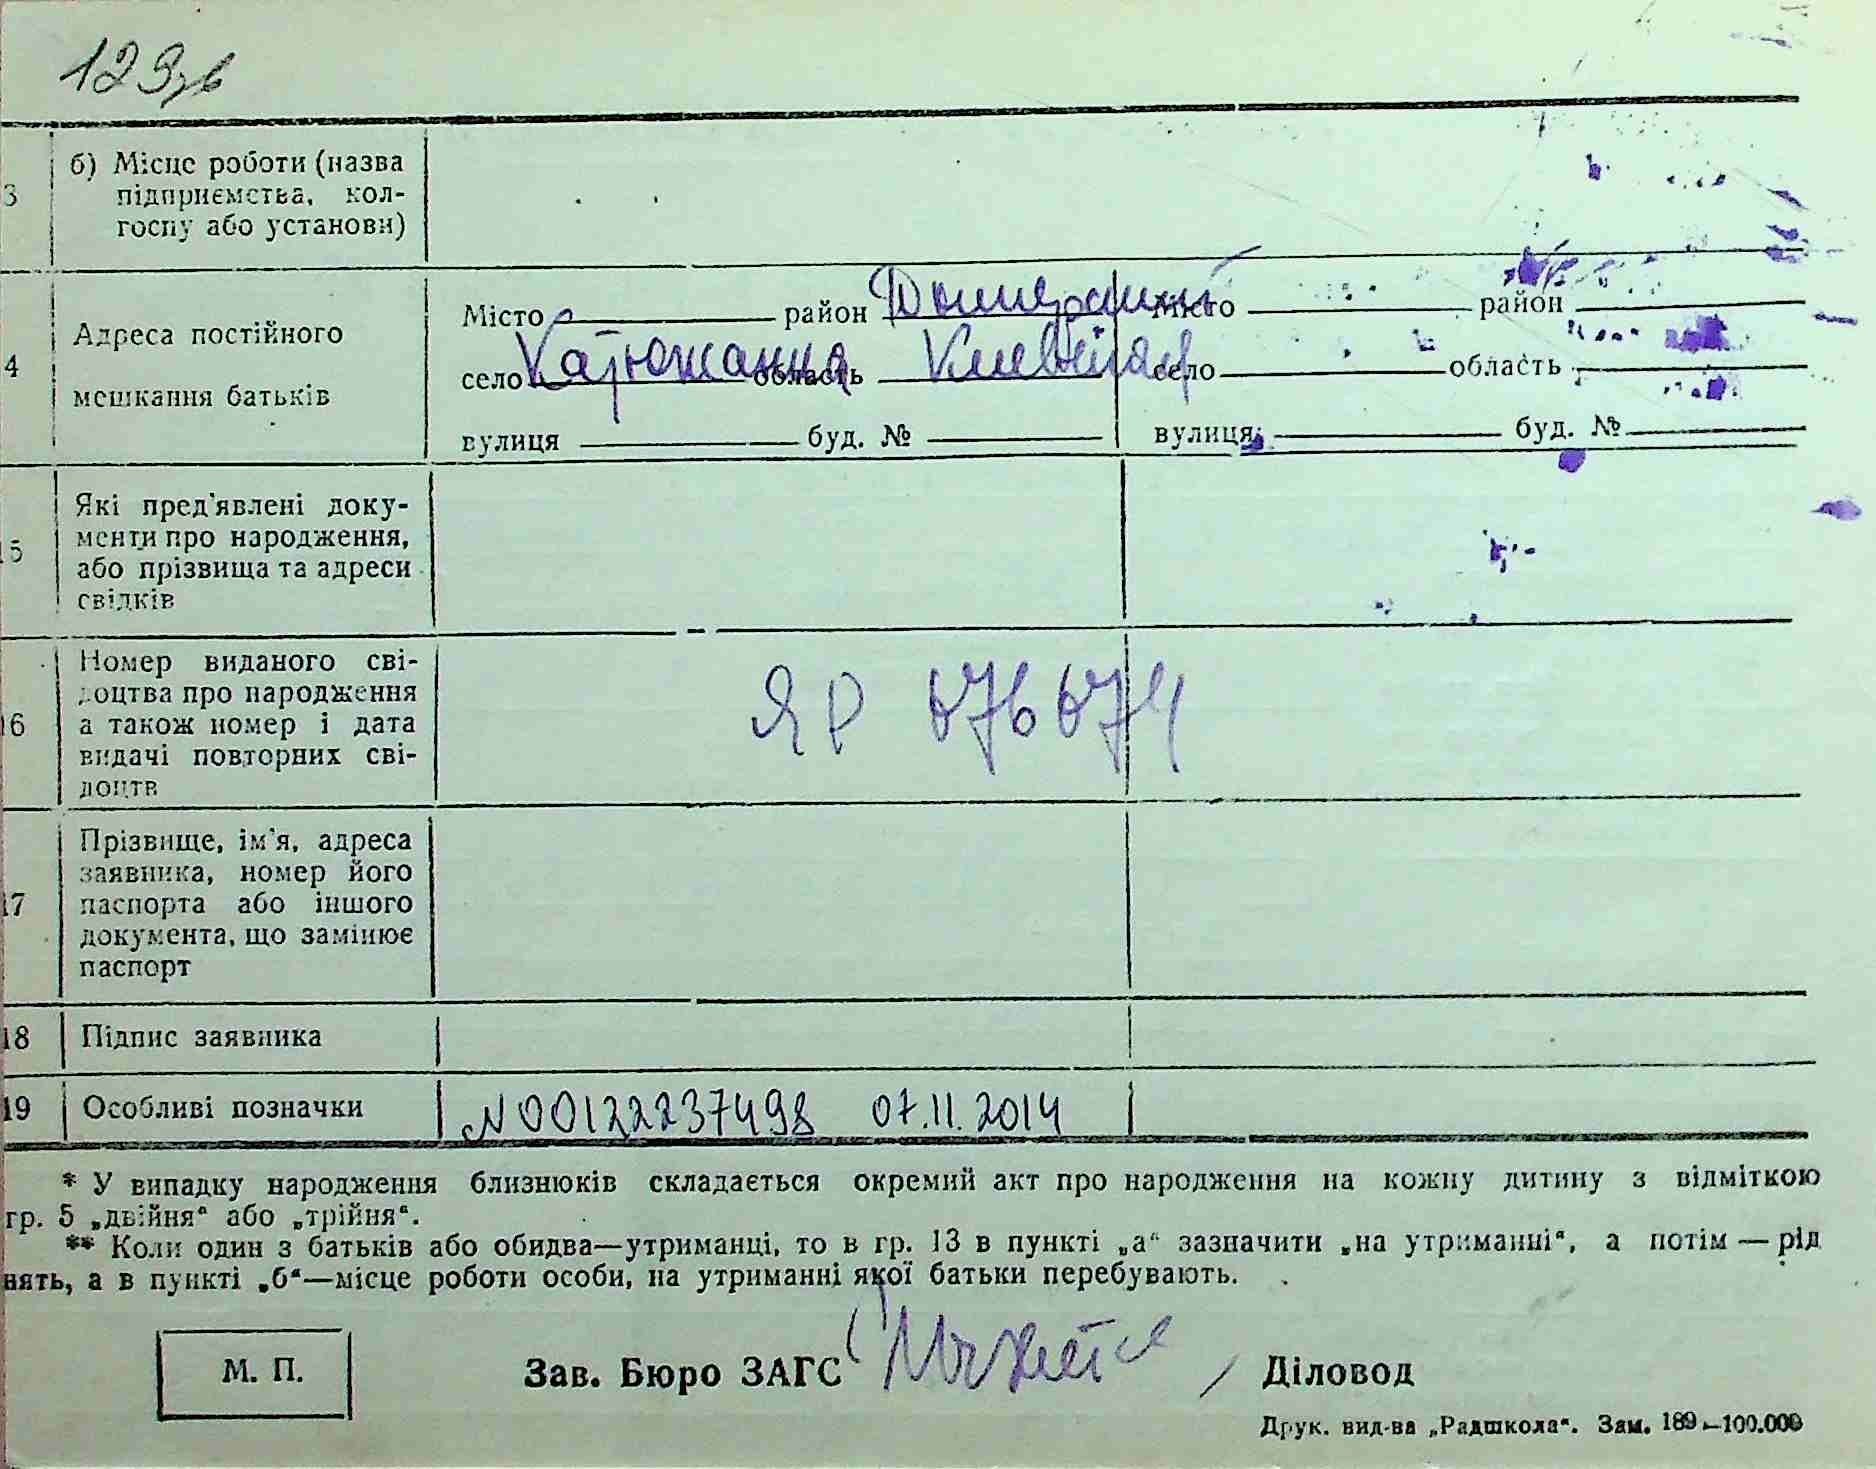 129зв
3 б) Місце роботи (назва
підприємства, кол-
госпу або установи)
4 Адреса постійного
мешкання батьків
Місто район Димерський Місто район
село Катюжанка область Київська село область
вулиця буд. № вулиця буд. №
15 Які пред'явлені доку-
менти про народження,
або прізвища та адреси
свідків
16 Номер виданого сві-
доцтва про народження
а також номер і дата
видачі повторних сві-
доцтв
ЯР 076074
17 Прізвище, ім'я, адреса
заявника, номер його
паспорта або іншого
документа, що замінює
паспорт
18 Підпис заявника
19 Особливі позначки N00122237498 07.11.2014
* У випадку народження близнюків складається окремий акт про народження на кожну дитину з відміткою
гр. 5 „двійня“ або „трійня“.
** Коли один з батьків або обидва—утриманці, то в гр. 13 в пункті „а“ зазначити „на утриманні“, а потім — рід
нять, а в пункті „б“—місце роботи особи, на утриманні якої батьки перебувають.
М. П. Зав. Бюро ЗАГС Діловод
Друк. вид-ва „Радшкола“. Зам. 189—100.000